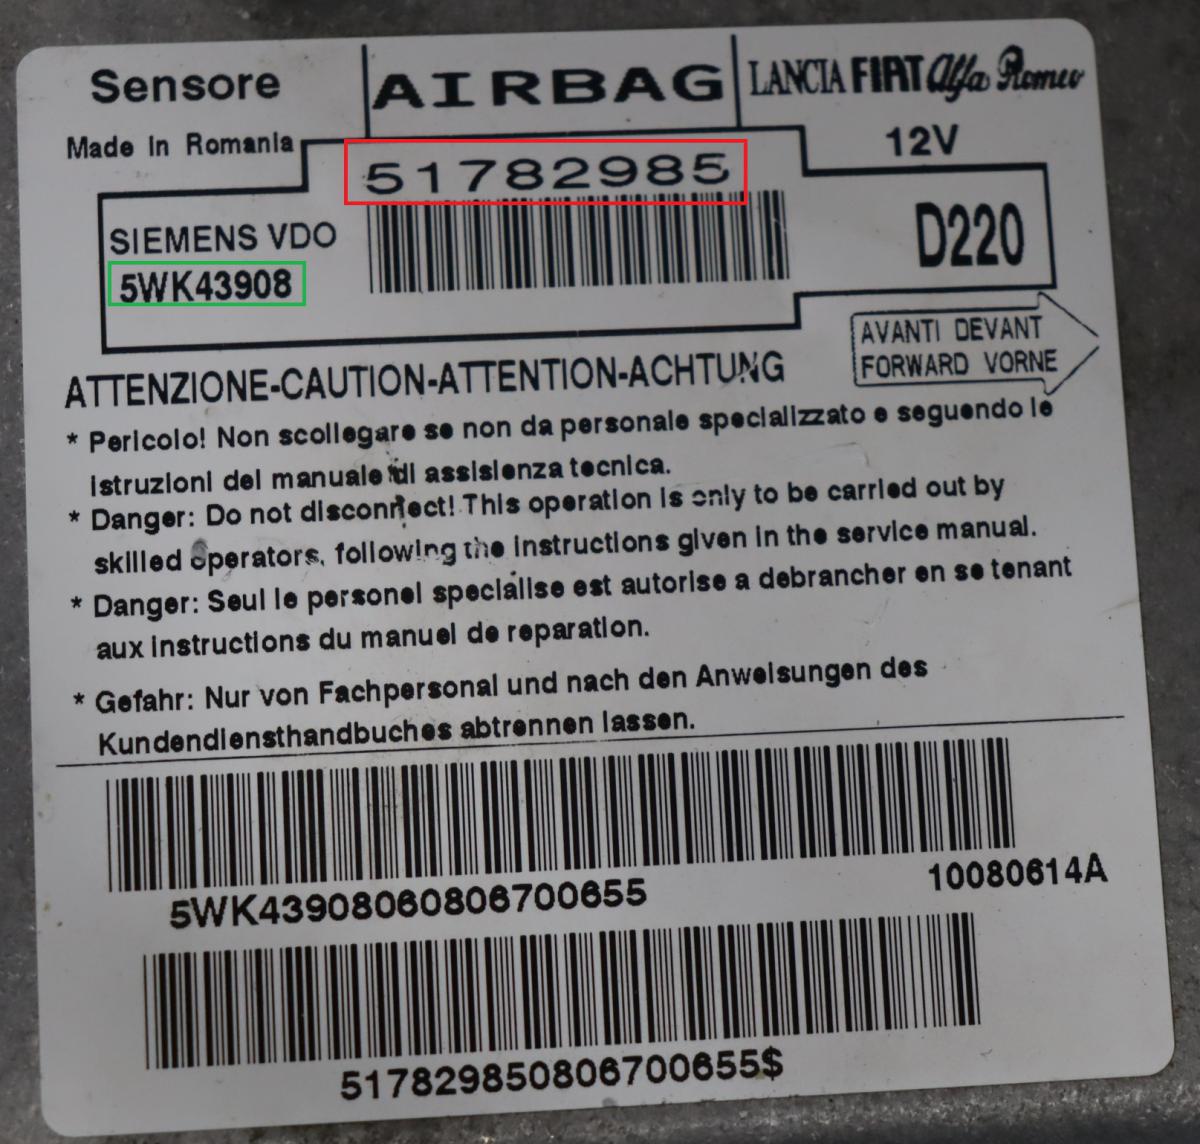 Sensore
AIRBAG
LANCIA FIAT Alfa Romeo
Made in Romania
12V
51782985
SIEMENS VDO
5WK43908
D220
AVANTI DEVANT
FORWARD VORNE
ATTENZIONE-CAUTION-ATTENTION-ACHTUNG
* Pericolo! Non scollegare se non da personale specializzato e seguendo le
istruzioni del manuale di assislenza tecnica.
* Danger: Do not disconnect! This operation is only to be carried out by
skilled operators, following the instructions given in the service manual.
* Danger: Seul le personel specialise est autorise a debrancher en se tenant
aux instructions du manuel de reparation.
* Gefahr: Nur von Fachpersonal und nach den Anweisungen des
Kundendiensthandbuches abtrennen lassen.
5WK43908060806700655
10080614A
517829850806700655$